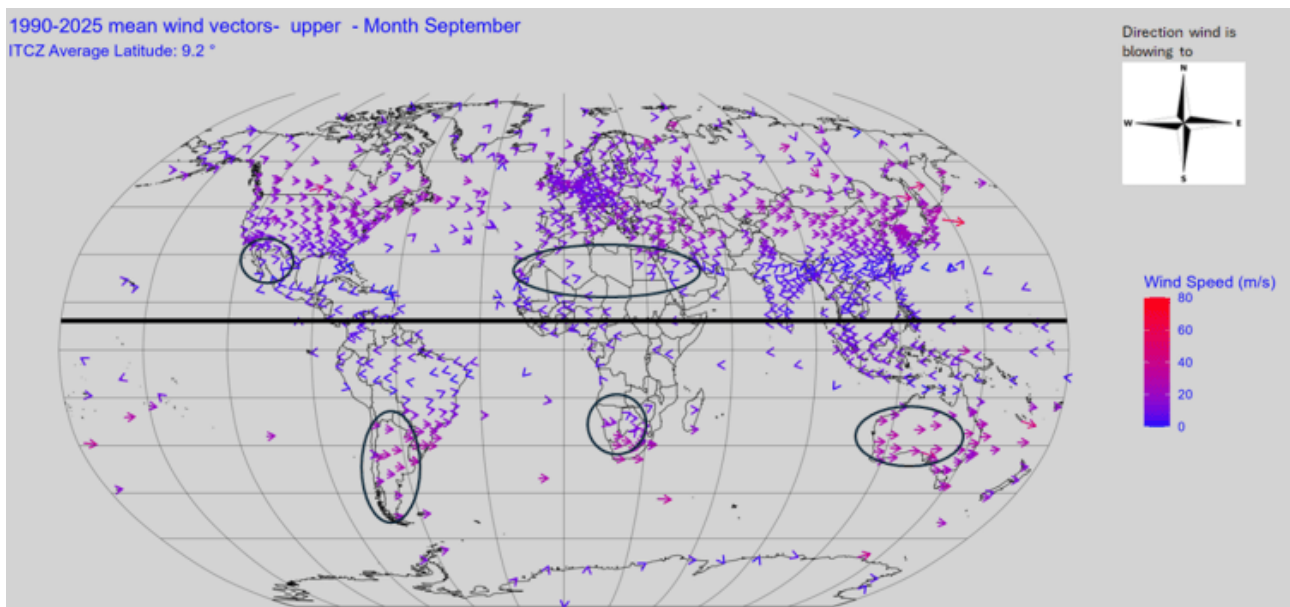 1990-2025 mean wind vectors-  upper  - Month September
ITCZ Average Latitude: 9.2 °
Direction wind is
blowing to
N
W
E
S
Wind Speed (m/s)
80
60
40
20
0